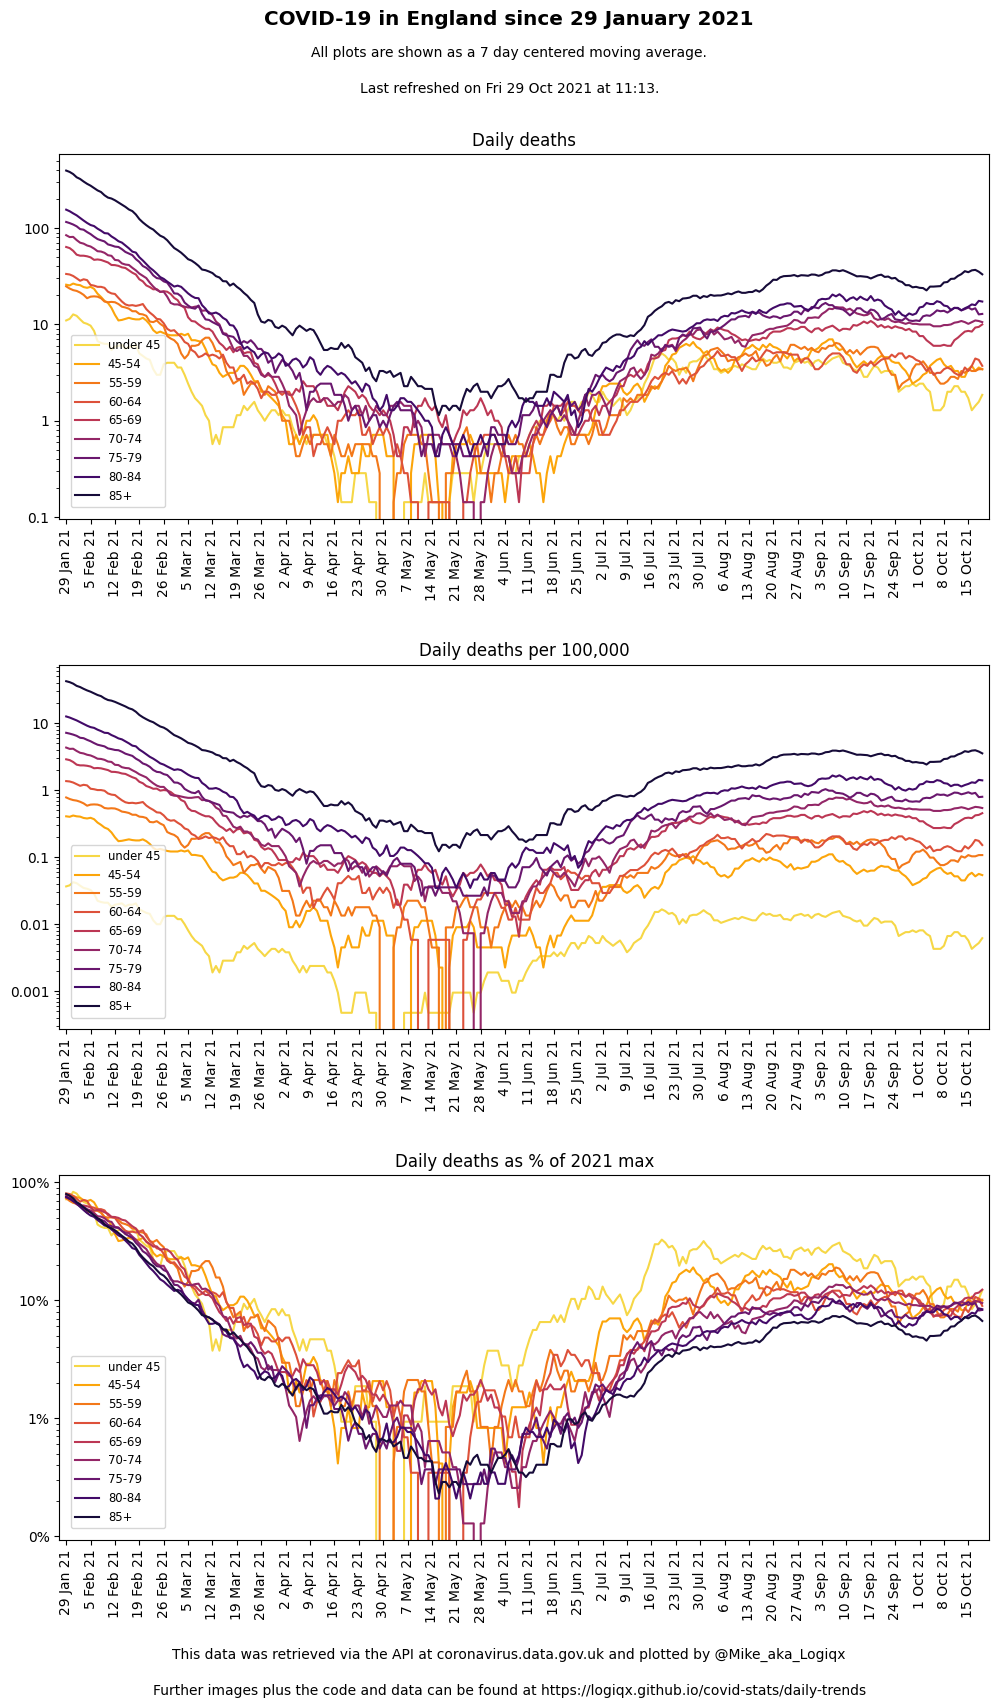 COVID-19 in England since 29 January 2021
All plots are shown as a 7 day centered moving average.
Last refreshed on Fri 29 Oct 2021 at 11:13.
Daily deaths
100
10
1
0.1
under 45
45-54
55-59
60-64
65-69
70-74
75-79
80-84
85+
29 Jan 21
5 Feb 21
12 Feb 21
19 Feb 21
26 Feb 21
5 Mar 21
12 Mar 21
19 Mar 21
26 Mar 21
2 Apr 21
9 Apr 21
16 Apr 21
23 Apr 21
30 Apr 21
7 May 21
14 May 21
21 May 21
28 May 21
4 Jun 21
11 Jun 21
18 Jun 21
25 Jun 21
2 Jul 21
9 Jul 21
16 Jul 21
23 Jul 21
30 Jul 21
6 Aug 21
13 Aug 21
20 Aug 21
27 Aug 21
3 Sep 21
10 Sep 21
17 Sep 21
24 Sep 21
1 Oct 21
8 Oct 21
15 Oct 21
Daily deaths per 100,000
10
1
0.1
0.01
0.001
under 45
45-54
55-59
60-64
65-69
70-74
75-79
80-84
85+
29 Jan 21
5 Feb 21
12 Feb 21
19 Feb 21
26 Feb 21
5 Mar 21
12 Mar 21
19 Mar 21
26 Mar 21
2 Apr 21
9 Apr 21
16 Apr 21
23 Apr 21
30 Apr 21
7 May 21
14 May 21
21 May 21
28 May 21
4 Jun 21
11 Jun 21
18 Jun 21
25 Jun 21
2 Jul 21
9 Jul 21
16 Jul 21
23 Jul 21
30 Jul 21
6 Aug 21
13 Aug 21
20 Aug 21
27 Aug 21
3 Sep 21
10 Sep 21
17 Sep 21
24 Sep 21
1 Oct 21
8 Oct 21
15 Oct 21
Daily deaths as % of 2021 max
100%
10%
1%
0%
under 45
45-54
55-59
60-64
65-69
70-74
75-79
80-84
85+
29 Jan 21
5 Feb 21
12 Feb 21
19 Feb 21
26 Feb 21
5 Mar 21
12 Mar 21
19 Mar 21
26 Mar 21
2 Apr 21
9 Apr 21
16 Apr 21
23 Apr 21
30 Apr 21
7 May 21
14 May 21
21 May 21
28 May 21
4 Jun 21
11 Jun 21
18 Jun 21
25 Jun 21
2 Jul 21
9 Jul 21
16 Jul 21
23 Jul 21
30 Jul 21
6 Aug 21
13 Aug 21
20 Aug 21
27 Aug 21
3 Sep 21
10 Sep 21
17 Sep 21
24 Sep 21
1 Oct 21
8 Oct 21
15 Oct 21
This data was retrieved via the API at coronavirus.data.gov.uk and plotted by @Mike_aka_Logiqx
Further images plus the code and data can be found at https://logiqx.github.io/covid-stats/daily-trends